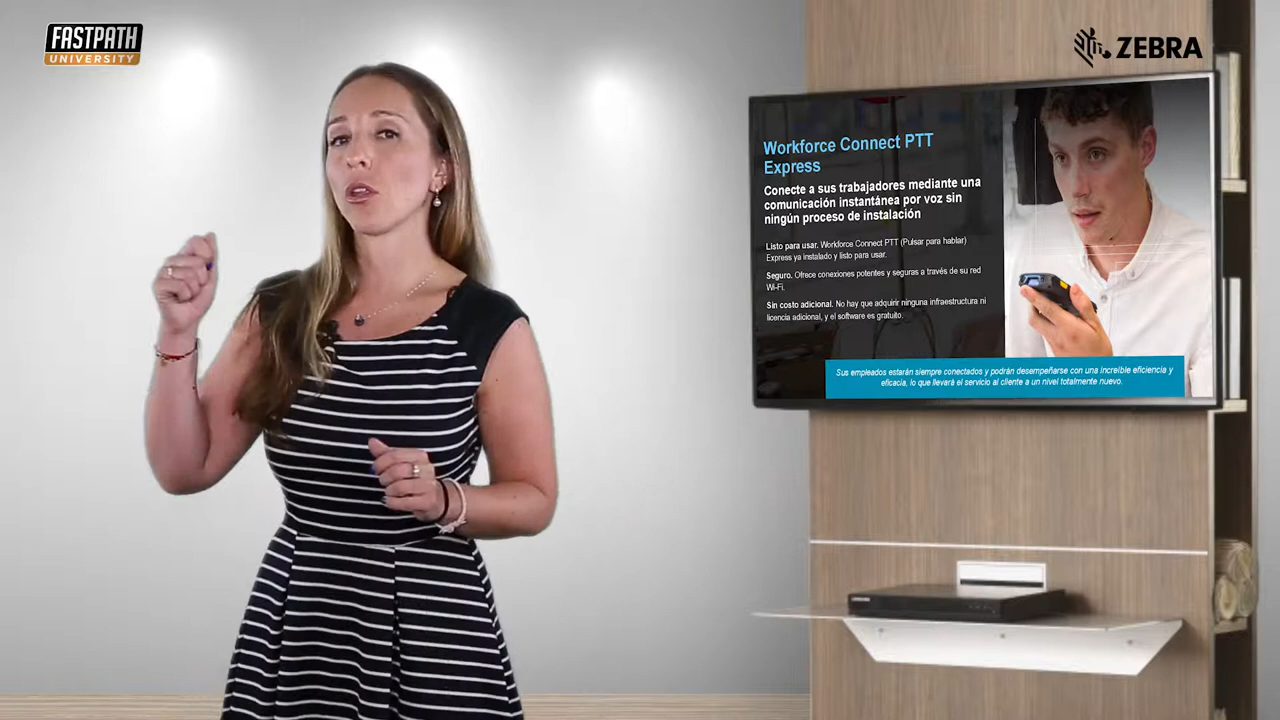 FASTPATH
UNIVERSITY
ZEBRA
Workforce Connect PTT
Express
Conecte a sus trabajadores mediante una
comunicación instantánea por voz sin
ningún proceso de instalación
Listo para usar. Workforce Connect PTT (Pulsar para hablar)
Express ya instalado y listo para usar.
Seguro. Ofrece conexiones potentes y seguras a través de su red
Wi-Fi.
Sin costo adicional. No hay que adquirir ninguna infraestructura ni
licencia adicional, y el software es gratuito.
Sus empleados estarán siempre conectados y podrán desempeñarse con una increíble eficiencia y
eficacia, lo que llevará el servicio al cliente a un nivel totalmente nuevo.